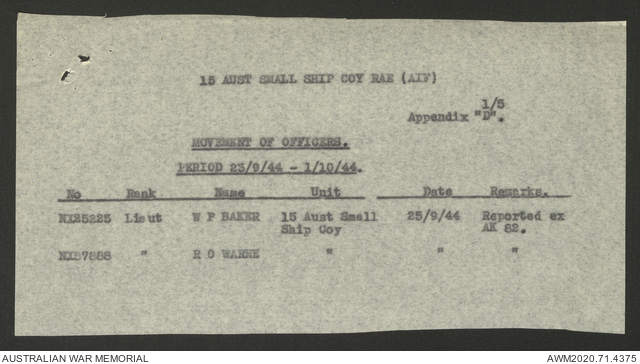 15 AUST SMALL SHIP COY RAE (AIF)
1/5
Appendix "D".
MOVEMENT OF OFFICERS.
PERIOD 23/9/44 - 1/10/44.
No Rank Name Unit Date Remarks.
NX25225 Lieut W P BAKER 15 Aust Small 25/9/44 Reported ex
Ship Coy AK 82.
NX87888 " R O WARNE " " "
AUSTRALIAN WAR MEMORIAL AWM2020.71.4375